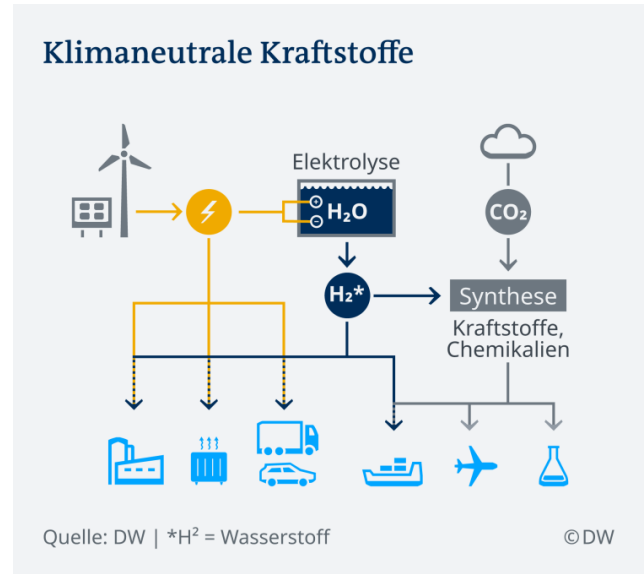 Klimaneutrale Kraftstoffe
Elektrolyse
H₂O
CO₂
H₂*
Synthese
Kraftstoffe,
Chemikalien
Quelle: DW | *H² = Wasserstoff
©DW